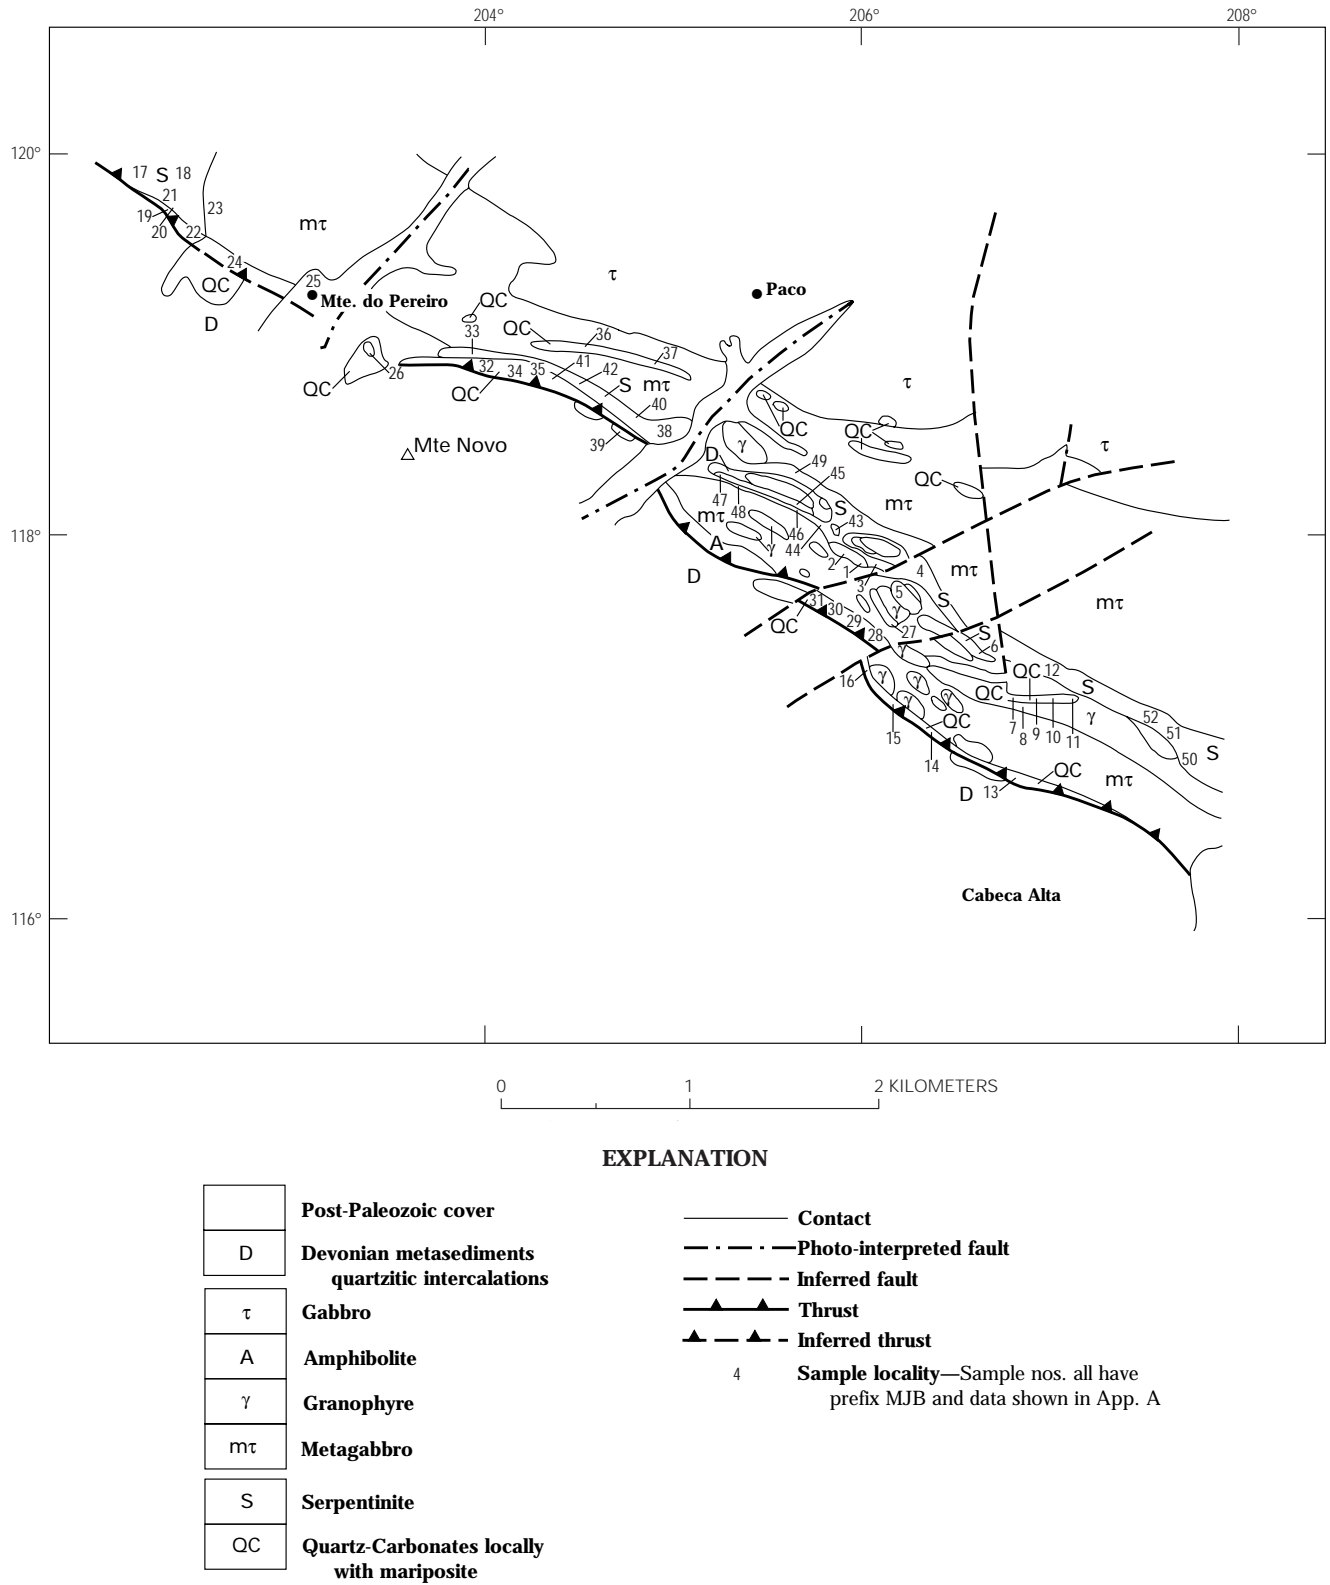 204° 206° 208°
120°
17 S 18
21
19 23
20 22 mτ
24
QC 25
Mte. do Pereiro
D
τ
Paco
QC
33 QC 36
37
32 34 35 41 42
26 QC QC S mτ τ
40
39 38
Mte Novo
QC QC
γ τ
D 49 45 QC
47 48 S mτ
mτ 46 43
118°
A γ 44 2 1 3 4 mτ
D
5 S mτ
31 30 γ
QC 29 28 27 S 6
γ
16 γ γ QC 12 S
γ γ QC
QC 7 8 9 10 11 γ 52 51
15 50 S
14 QC mτ
D 13
Cabeca Alta
116°
0 1 2 KILOMETERS
EXPLANATION
Post-Paleozoic cover
D Devonian metasediments
quartzitic intercalations
τ Gabbro
A Amphibolite
γ Granophyre
mτ Metagabbro
S Serpentinite
QC Quartz-Carbonates locally
with mariposite
Contact
Photo-interpreted fault
Inferred fault
Thrust
Inferred thrust
4 Sample locality—Sample nos. all have
prefix MJB and data shown in App. A